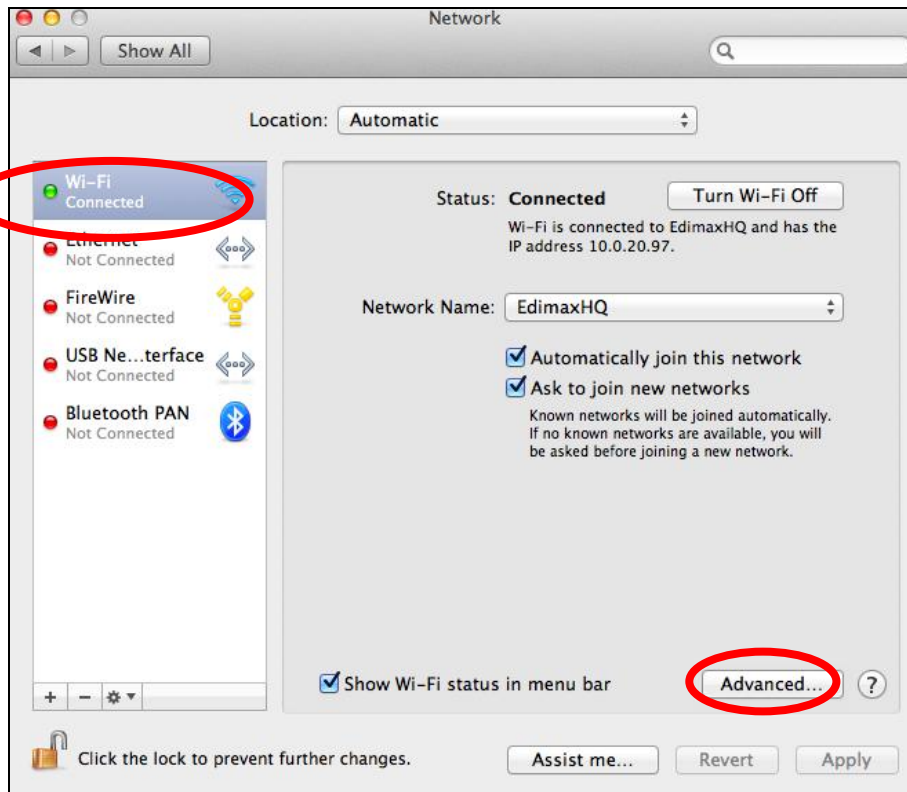 Network
Show All
Location: Automatic
Wi-Fi
Connected
Ethernet
Not Connected
FireWire
Not Connected
USB Ne...terface
Not Connected
Bluetooth PAN
Not Connected
Status: Connected
Turn Wi-Fi Off
Wi-Fi is connected to EdimaxHQ and has the
IP address 10.0.20.97.
Network Name: EdimaxHQ
Automatically join this network
Ask to join new networks
Known networks will be joined automatically.
If no known networks are available, you will
be asked before joining a new network.
Show Wi-Fi status in menu bar
Advanced...
?
+ −
Click the lock to prevent further changes.
Assist me...
Revert
Apply